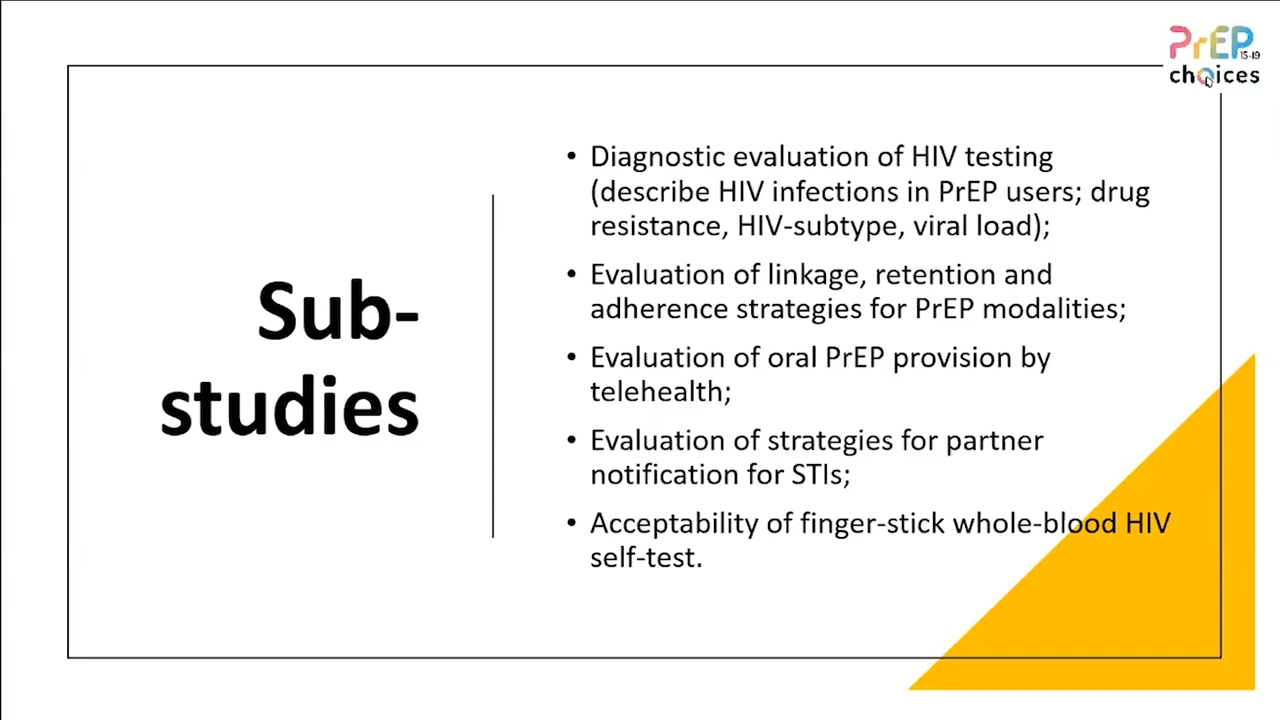 PrEP
15-19
choices
Sub-
studies
• Diagnostic evaluation of HIV testing
(describe HIV infections in PrEP users; drug
resistance, HIV-subtype, viral load);
• Evaluation of linkage, retention and
adherence strategies for PrEP modalities;
• Evaluation of oral PrEP provision by
telehealth;
• Evaluation of strategies for partner
notification for STIs;
• Acceptability of finger-stick whole-blood HIV
self-test.